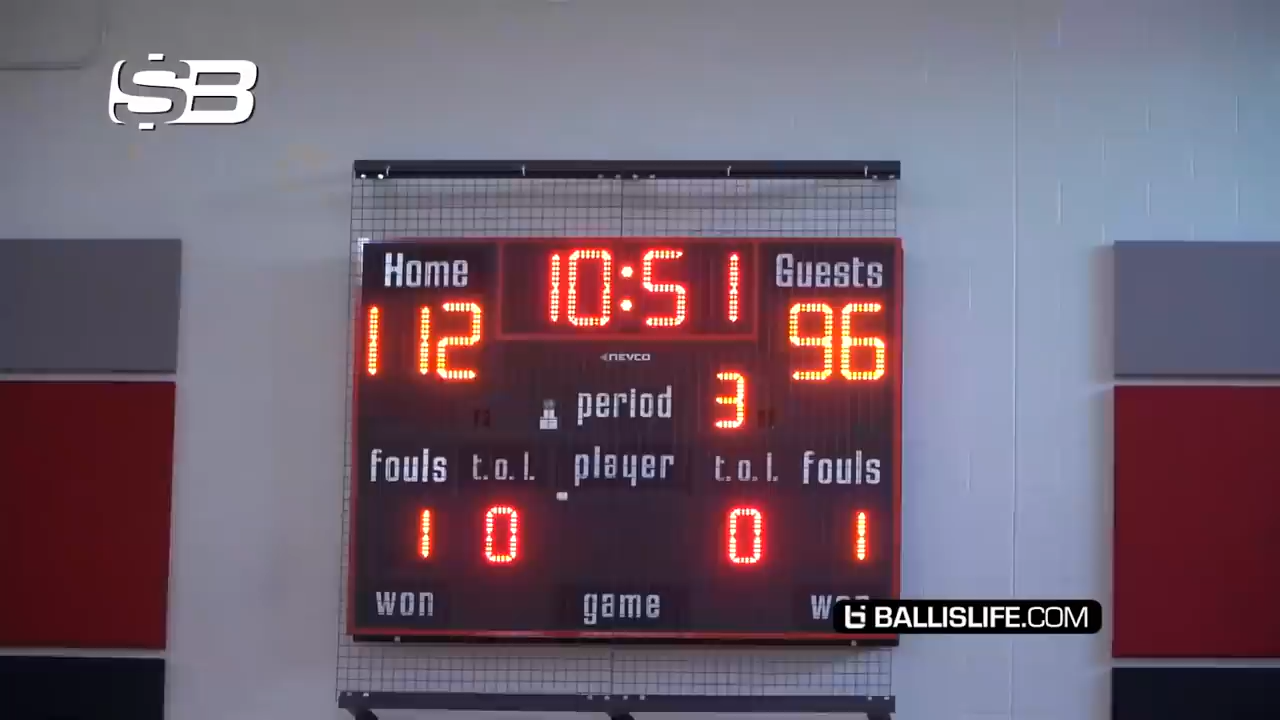 SB
Home 10:51 Guests
112 96
NEVCO
period 3
fouls t.o.l. player t.o.l. fouls
1 0 0 1
won game
BALLISLIFE.COM